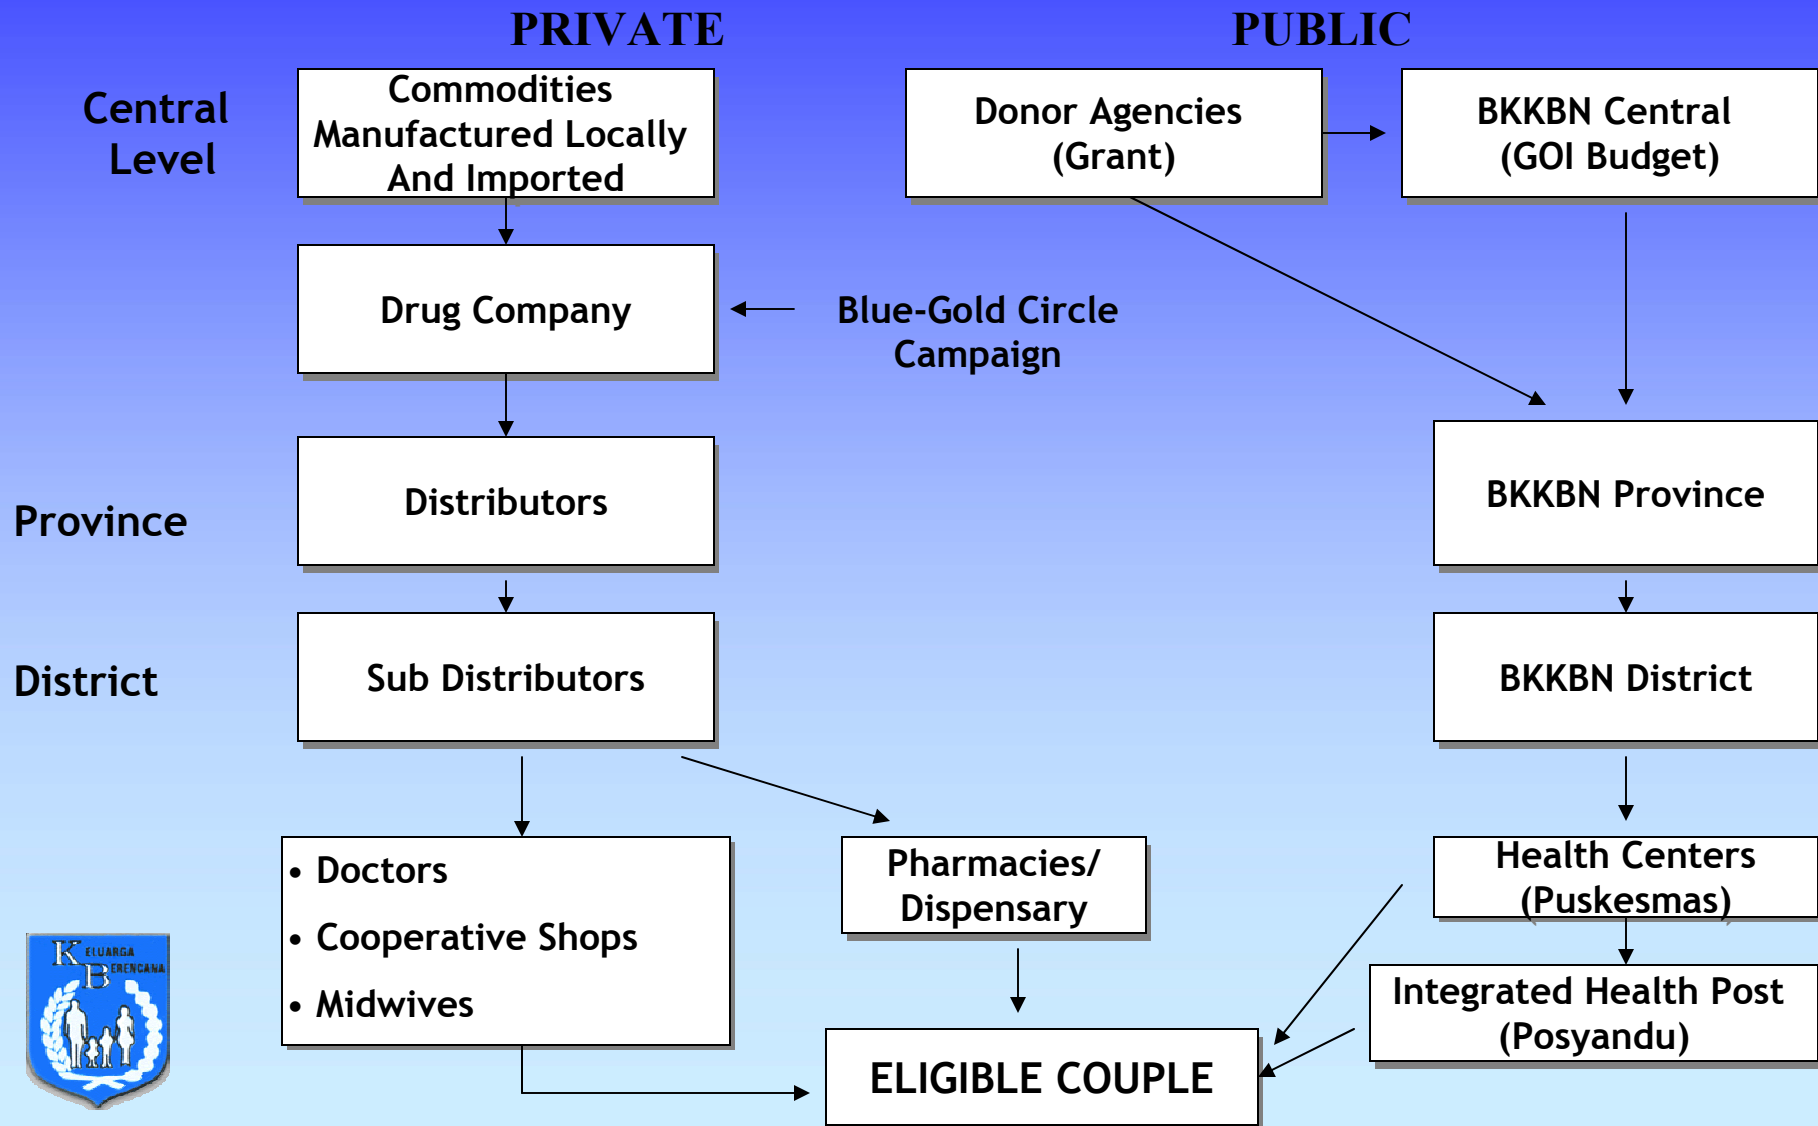 PRIVATE
PUBLIC
Central
Level
Commodities
Manufactured Locally
And Imported
Donor Agencies
(Grant)
BKKBN Central
(GOI Budget)
Drug Company
Blue-Gold Circle
Campaign
Province
Distributors
BKKBN Province
District
Sub Distributors
BKKBN District
• Doctors
• Cooperative Shops
• Midwives
Pharmacies/
Dispensary
Health Centers
(Puskesmas)
Integrated Health Post
(Posyandu)
ELIGIBLE COUPLE
KELUARGA
BERENCANA